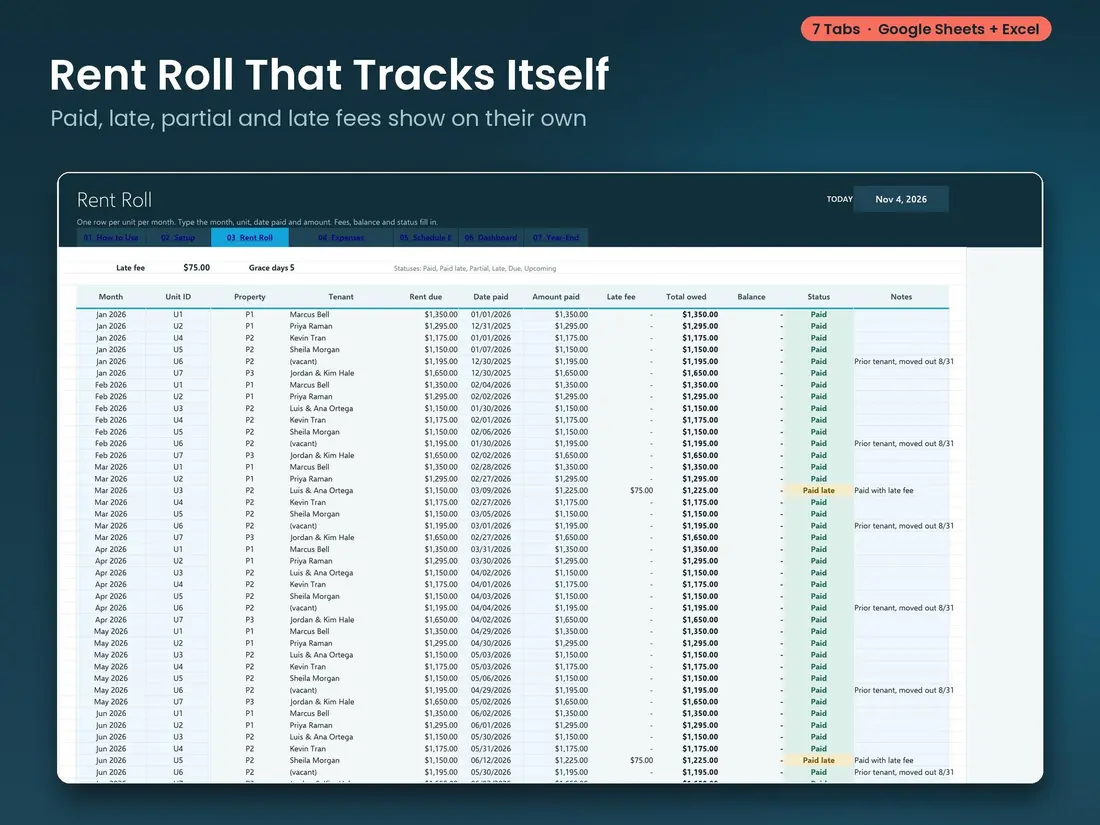 7 Tabs · Google Sheets + Excel
Rent Roll That Tracks Itself
Paid, late, partial and late fees show on their own
Rent Roll
TODAY Nov 4, 2026
One row per unit per month. Type the month, unit, date paid and amount. Fees, balance and status fill in.
01 How to Use 02 Setup 03 Rent Roll 04 Expenses 05 Schedule E 06 Dashboard 07 Year-End
Late fee $75.00 Grace days 5 Statuses: Paid, Paid late, Partial, Late, Due, Upcoming
Month Unit ID Property Tenant Rent due Date paid Amount paid Late fee Total owed Balance Status Notes
Jan 2026 U1 P1 Marcus Bell $1,350.00 01/01/2026 $1,350.00 - $1,350.00 - Paid
Jan 2026 U2 P1 Priya Raman $1,295.00 12/31/2025 $1,295.00 - $1,295.00 - Paid
Jan 2026 U4 P2 Kevin Tran $1,175.00 01/01/2026 $1,175.00 - $1,175.00 - Paid
Jan 2026 U5 P2 Sheila Morgan $1,150.00 01/07/2026 $1,150.00 - $1,150.00 - Paid
Jan 2026 U6 P2 (vacant) $1,195.00 12/30/2025 $1,195.00 - $1,195.00 - Paid Prior tenant, moved out 8/31
Jan 2026 U7 P3 Jordan & Kim Hale $1,650.00 12/30/2025 $1,650.00 - $1,650.00 - Paid
Feb 2026 U1 P1 Marcus Bell $1,350.00 02/04/2026 $1,350.00 - $1,350.00 - Paid
Feb 2026 U2 P1 Priya Raman $1,295.00 02/02/2026 $1,295.00 - $1,295.00 - Paid
Feb 2026 U3 P2 Luis & Ana Ortega $1,150.00 01/30/2026 $1,150.00 - $1,150.00 - Paid
Feb 2026 U4 P2 Kevin Tran $1,175.00 02/01/2026 $1,175.00 - $1,175.00 - Paid
Feb 2026 U5 P2 Sheila Morgan $1,150.00 02/06/2026 $1,150.00 - $1,150.00 - Paid
Feb 2026 U6 P2 (vacant) $1,195.00 01/30/2026 $1,195.00 - $1,195.00 - Paid Prior tenant, moved out 8/31
Feb 2026 U7 P3 Jordan & Kim Hale $1,650.00 02/02/2026 $1,650.00 - $1,650.00 - Paid
Mar 2026 U1 P1 Marcus Bell $1,350.00 02/28/2026 $1,350.00 - $1,350.00 - Paid
Mar 2026 U2 P1 Priya Raman $1,295.00 02/27/2026 $1,295.00 - $1,295.00 - Paid
Mar 2026 U3 P2 Luis & Ana Ortega $1,150.00 03/09/2026 $1,225.00 $75.00 $1,225.00 - Paid late Paid with late fee
Mar 2026 U4 P2 Kevin Tran $1,175.00 02/27/2026 $1,175.00 - $1,175.00 - Paid
Mar 2026 U5 P2 Sheila Morgan $1,150.00 03/05/2026 $1,150.00 - $1,150.00 - Paid
Mar 2026 U6 P2 (vacant) $1,195.00 03/01/2026 $1,195.00 - $1,195.00 - Paid Prior tenant, moved out 8/31
Mar 2026 U7 P3 Jordan & Kim Hale $1,650.00 02/27/2026 $1,650.00 - $1,650.00 - Paid
Apr 2026 U1 P1 Marcus Bell $1,350.00 03/31/2026 $1,350.00 - $1,350.00 - Paid
Apr 2026 U2 P1 Priya Raman $1,295.00 03/30/2026 $1,295.00 - $1,295.00 - Paid
Apr 2026 U3 P2 Luis & Ana Ortega $1,150.00 04/02/2026 $1,150.00 - $1,150.00 - Paid
Apr 2026 U4 P2 Kevin Tran $1,175.00 04/01/2026 $1,175.00 - $1,175.00 - Paid
Apr 2026 U5 P2 Sheila Morgan $1,150.00 04/03/2026 $1,150.00 - $1,150.00 - Paid
Apr 2026 U6 P2 (vacant) $1,195.00 04/04/2026 $1,195.00 - $1,195.00 - Paid Prior tenant, moved out 8/31
Apr 2026 U7 P3 Jordan & Kim Hale $1,650.00 04/02/2026 $1,650.00 - $1,650.00 - Paid
May 2026 U1 P1 Marcus Bell $1,350.00 04/29/2026 $1,350.00 - $1,350.00 - Paid
May 2026 U2 P1 Priya Raman $1,295.00 04/30/2026 $1,295.00 - $1,295.00 - Paid
May 2026 U3 P2 Luis & Ana Ortega $1,150.00 05/03/2026 $1,150.00 - $1,150.00 - Paid
May 2026 U4 P2 Kevin Tran $1,175.00 05/03/2026 $1,175.00 - $1,175.00 - Paid
May 2026 U5 P2 Sheila Morgan $1,150.00 05/06/2026 $1,150.00 - $1,150.00 - Paid
May 2026 U6 P2 (vacant) $1,195.00 04/29/2026 $1,195.00 - $1,195.00 - Paid Prior tenant, moved out 8/31
May 2026 U7 P3 Jordan & Kim Hale $1,650.00 05/02/2026 $1,650.00 - $1,650.00 - Paid
Jun 2026 U1 P1 Marcus Bell $1,350.00 06/02/2026 $1,350.00 - $1,350.00 - Paid
Jun 2026 U2 P1 Priya Raman $1,295.00 06/01/2026 $1,295.00 - $1,295.00 - Paid
Jun 2026 U3 P2 Luis & Ana Ortega $1,150.00 05/30/2026 $1,150.00 - $1,150.00 - Paid
Jun 2026 U4 P2 Kevin Tran $1,175.00 05/31/2026 $1,175.00 - $1,175.00 - Paid
Jun 2026 U5 P2 Sheila Morgan $1,150.00 06/12/2026 $1,225.00 $75.00 $1,225.00 - Paid late Paid with late fee
Jun 2026 U6 P2 (vacant) $1,195.00 05/30/2026 $1,195.00 - $1,195.00 - Paid Prior tenant, moved out 8/31